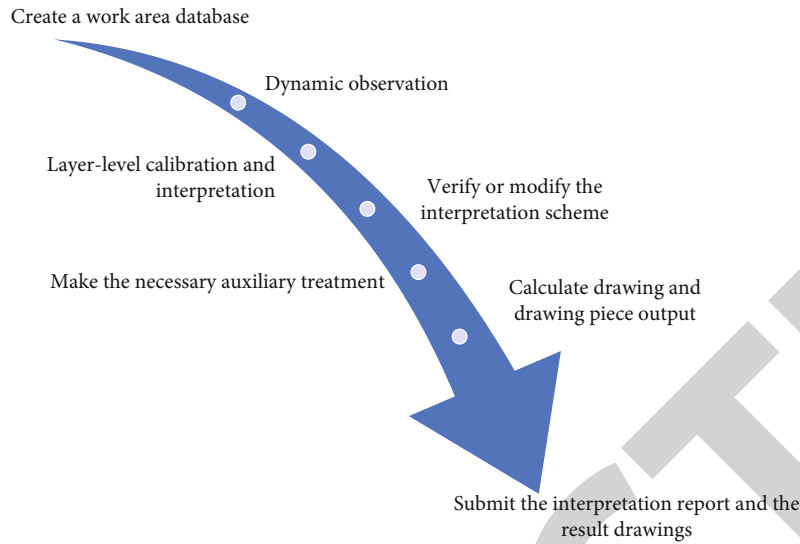 Create a work area database
Dynamic observation
Layer-level calibration and
interpretation
Verify or modify the
interpretation scheme
Make the necessary auxiliary treatment
Calculate drawing and
drawing piece output
Submit the interpretation report and the
result drawings